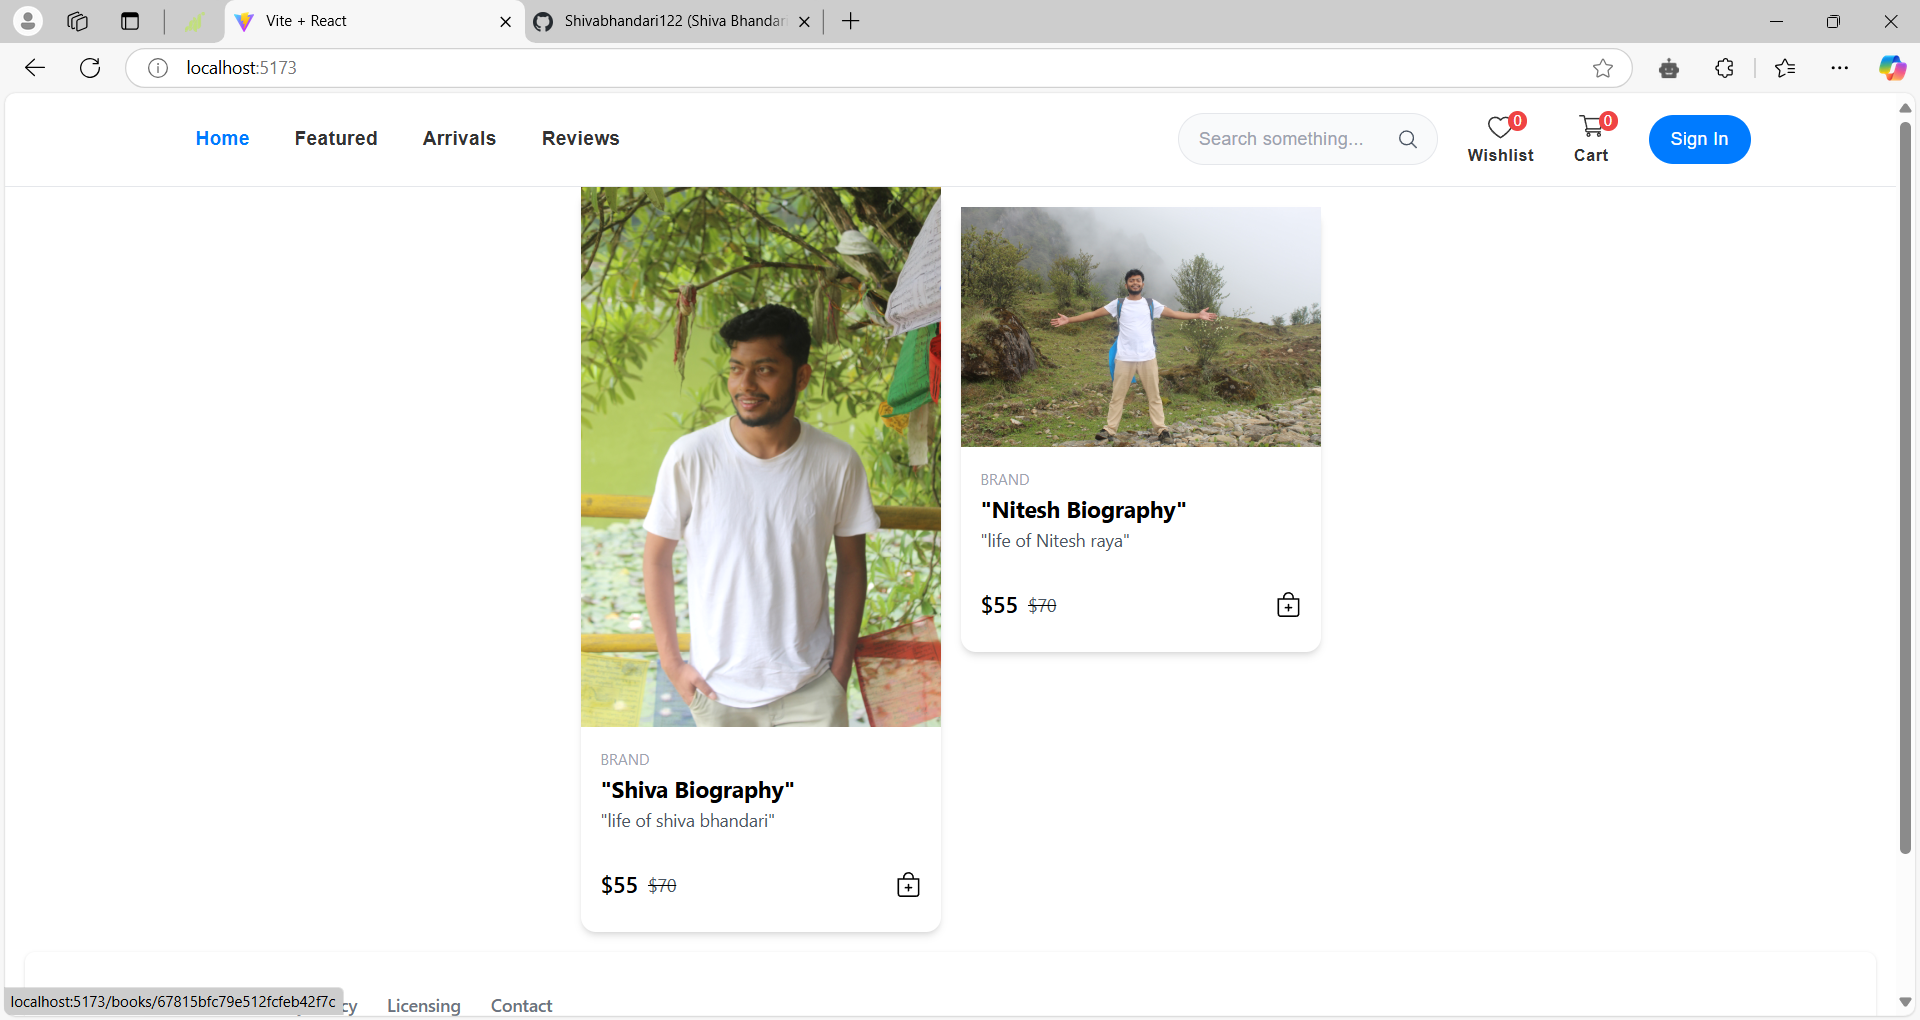 Vite + React
Shivabhandari122 (Shiva Bhandari
localhost:5173
Home Featured Arrivals Reviews
Search something...
0
Wishlist
0
Cart
Sign In
BRAND
"Nitesh Biography"
"life of Nitesh raya"
$55 $70
BRAND
"Shiva Biography"
"life of shiva bhandari"
$55 $70
localhost:5173/books/67815bfc79e512fcfeb42f7c
cy Licensing Contact